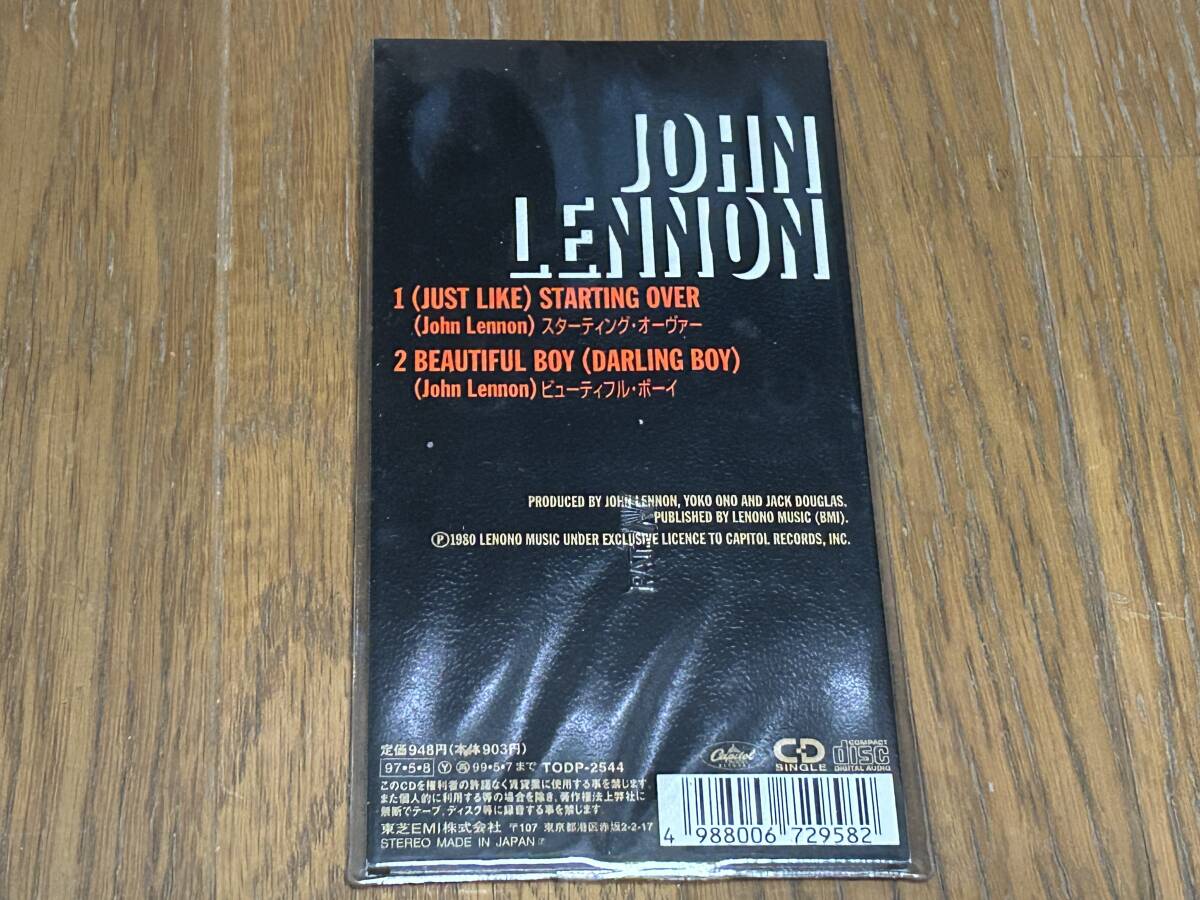 JOHN
LENNON
1 (JUST LIKE) STARTING OVER
(John Lennon) スターティング・オーヴァー
2 BEAUTIFUL BOY (DARLING BOY)
(John Lennon) ビューティフル・ボーイ
PRODUCED BY JOHN LENNON, YOKO ONO AND JACK DOUGLAS.
PUBLISHED BY LENONO MUSIC (BMI).
Ⓟ1980 LENONO MUSIC UNDER EXCLUSIVE LICENCE TO CAPITOL RECORDS, INC.
定価948円(本体903円)
97・5・8 Ⓨ ㊢ 99・5・7まで TODP-2544
Capitol
CD
SINGLE
COMPACT
disc
DIGITAL AUDIO
このCDを権利者の許諾なく賃貸業に使用する事を禁じます。
また個人的に利用する等の場合を除き、著作権法上弊社に
無断でテープ、ディスク等に録音する事を禁じます
東芝EMI株式会社 〒107 東京都港区赤坂2-2-17
STEREO MADE IN JAPAN
4 988006 729582